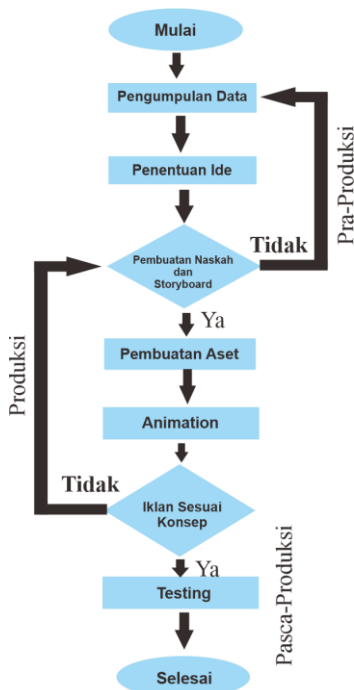 Mulai
Pengumpulan Data
Penentuan Ide
Pra-Produksi
Pembuatan Naskah
dan
Storyboard
Tidak
Ya
Pembuatan Aset
Produksi
Animation
Tidak
Iklan Sesuai
Konsep
Ya
Pasca-Produksi
Testing
Selesai